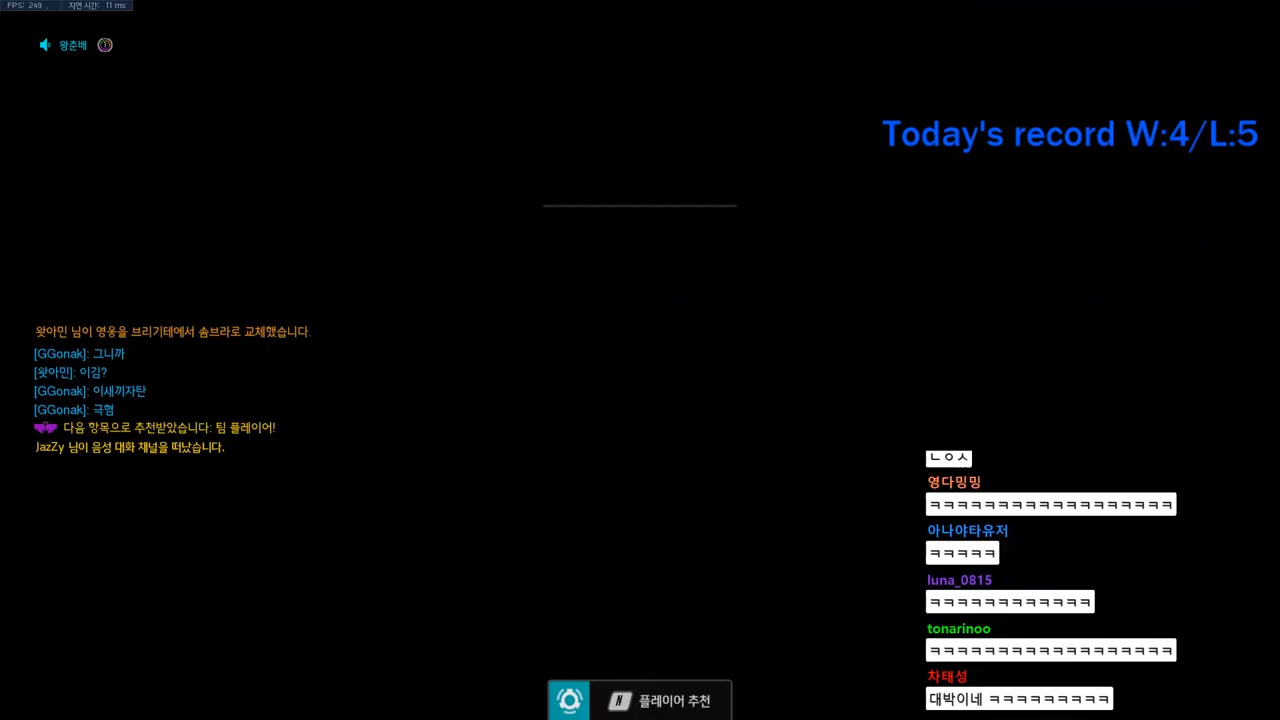 FPS: 249 , 지연 시간: 11 ms
왕춘배
Today's record W:4/L:5
왓아민 님이 영웅을 브리기테에서 솜브라로 교체했습니다.
[GGonak]: 그니까
[왓아민]: 이김?
[GGonak]: 이새끼자탄
[GGonak]: 극혐
다음 항목으로 추천받았습니다: 팀 플레이어!
JazZy 님이 음성 대화 채널을 떠났습니다.
ㄴㅇㅅ
영다밍밍
ㅋㅋㅋㅋㅋㅋㅋㅋㅋㅋㅋㅋㅋㅋㅋㅋㅋㅋ
아나야타유저
ㅋㅋㅋㅋㅋ
luna_0815
ㅋㅋㅋㅋㅋㅋㅋㅋㅋㅋㅋㅋ
tonarinoo
ㅋㅋㅋㅋㅋㅋㅋㅋㅋㅋㅋㅋㅋㅋㅋㅋㅋㅋ
차태성
대박이네 ㅋㅋㅋㅋㅋㅋㅋㅋㅋ
N 플레이어 추천